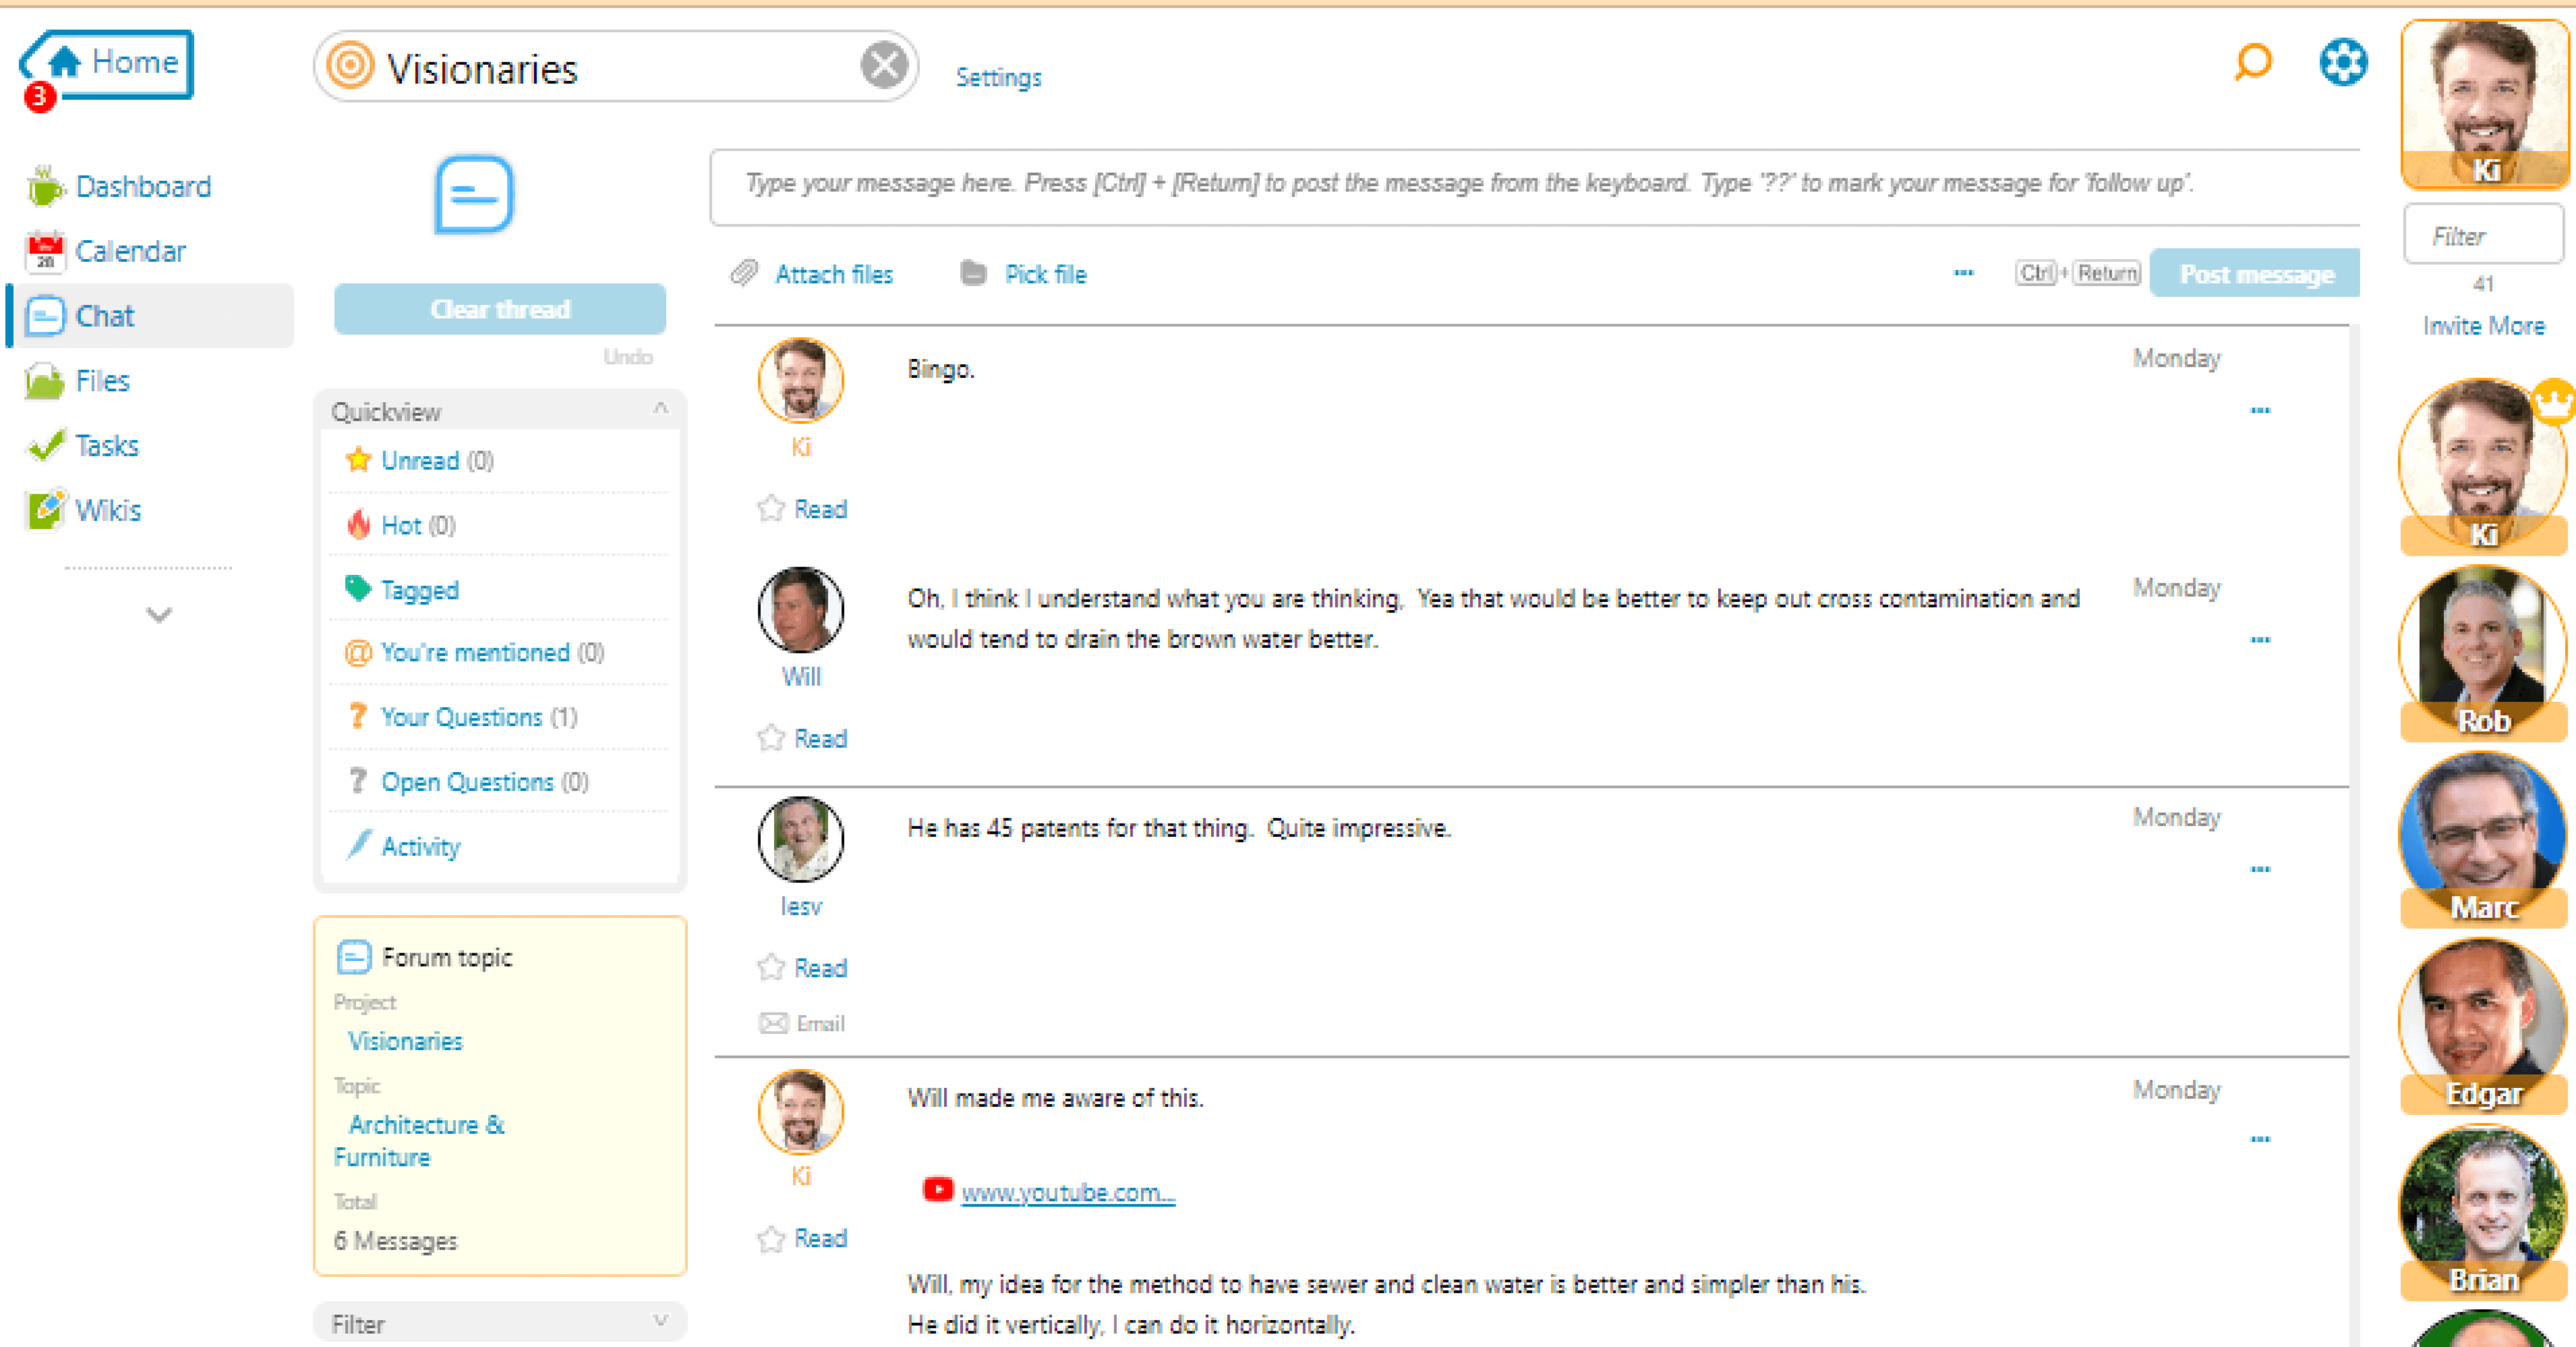 Home
3
Visionaries
Settings
Ki
Dashboard
Calendar
28
Chat
Files
Tasks
Wikis
Clear thread
Undo
Quickview
Unread (0)
Hot (0)
Tagged
@ You're mentioned (0)
? Your Questions (1)
? Open Questions (0)
Activity
Forum topic
Project
Visionaries
Topic
Architecture &
Furniture
Total
6 Messages
Filter
Type your message here. Press [Ctrl] + [Return] to post the message from the keyboard. Type '??' to mark your message for 'follow up'.
Attach files
Pick file
... Ctrl + Return Post message
Bingo.
Monday
...
Ki
Read
Oh, I think I understand what you are thinking, Yea that would be better to keep out cross contamination and
would tend to drain the brown water better.
Monday
...
Will
Read
He has 45 patents for that thing. Quite impressive.
Monday
...
lesv
Read
Email
Will made me aware of this.
Monday
...
Ki
www.youtube.com...
Read
Will, my idea for the method to have sewer and clean water is better and simpler than his.
He did it vertically, I can do it horizontally.
Filter
41
Invite More
Ki
Rob
Marc
Edgar
Brian